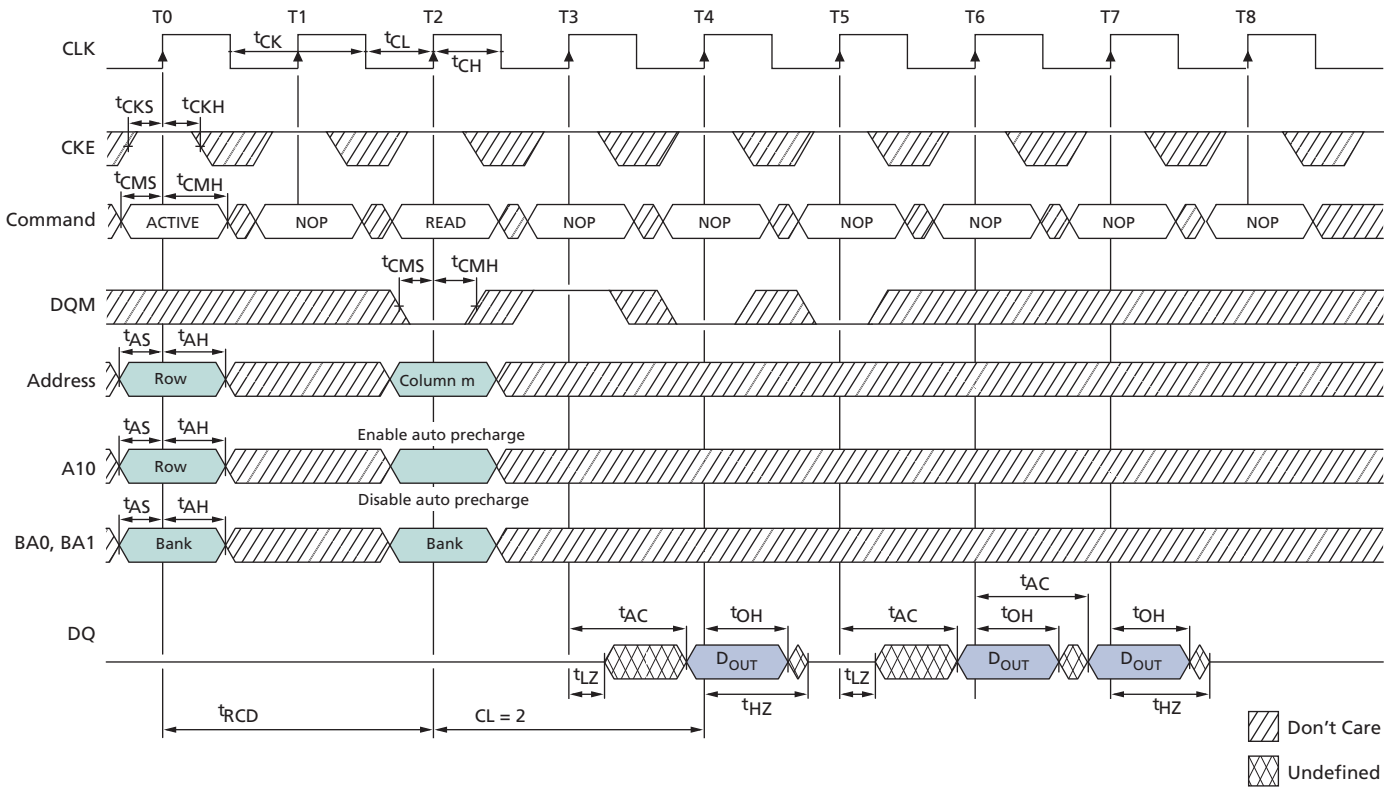 T0 T1 T2 T3 T4 T5 T6 T7 T8
CLK
tCK tCL
tCH
tCKS tCKH
CKE
tCMS tCMH
Command ACTIVE NOP READ NOP NOP NOP NOP NOP NOP
tCMS tCMH
DQM
tAS tAH
Address Row Column m
tAS tAH
Enable auto precharge
A10 Row
Disable auto precharge
tAS tAH
BA0, BA1 Bank Bank
tAC
tAC tOH tAC tOH tOH
DQ
DOUT DOUT DOUT
tLZ tLZ
tHZ tHZ
tRCD CL = 2
Don't Care
Undefined